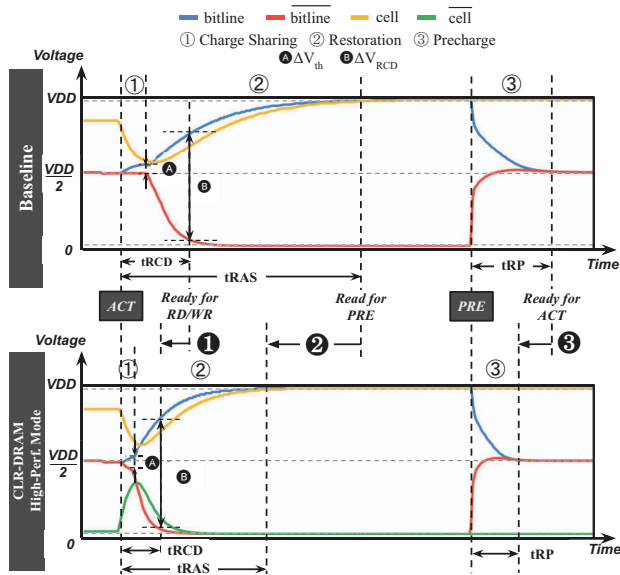 bitline bitline cell cell
① Charge Sharing ② Restoration ③ Precharge
Ⓐ ΔVth Ⓑ ΔVRCD
Voltage
① ② ③
VDD
VDD/2
A
B
0
Baseline
tRCD
tRAS
tRP
Time
ACT
Ready for RD/WR
Read for PRE
PRE
Ready for ACT
❶ ❷ ❸
Voltage
① ② ③
VDD
VDD/2
A
B
0
CLR-DRAM
High-Perf. Mode
Time
tRCD
tRP
tRAS